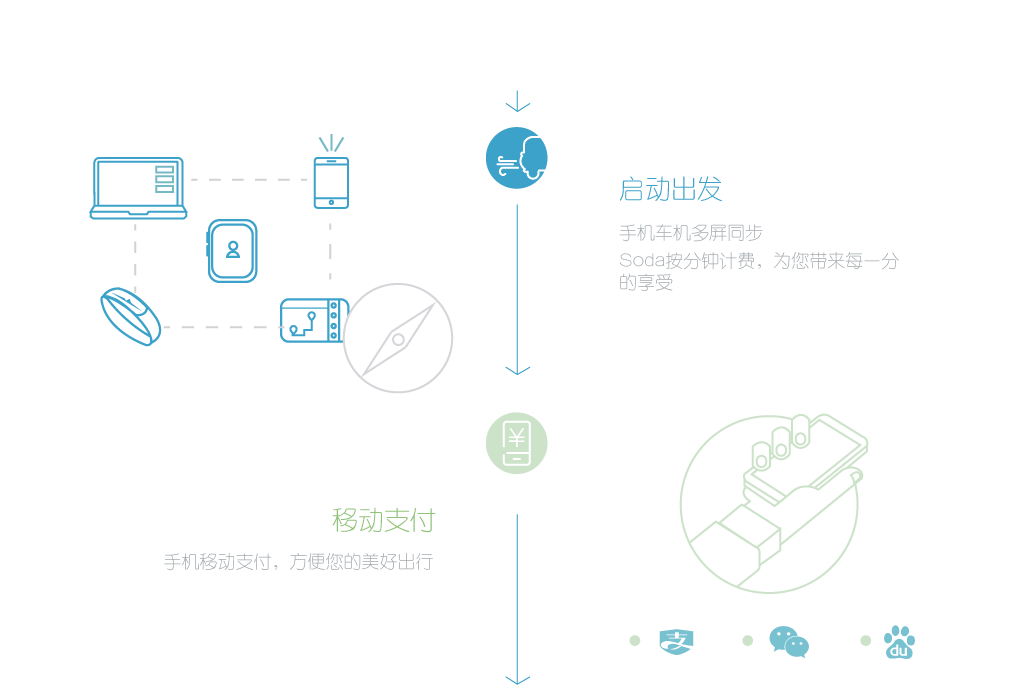 启动出发
手机车机多屏同步
Soda按分钟计费，为您带来每一分
的享受
¥
移动支付
手机移动支付，方便您的美好出行
支
du